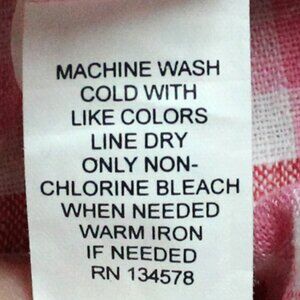 MACHINE WASH
COLD WITH
LIKE COLORS
LINE DRY
ONLY NON-
CHLORINE BLEACH
WHEN NEEDED
WARM IRON
IF NEEDED
RN 134578